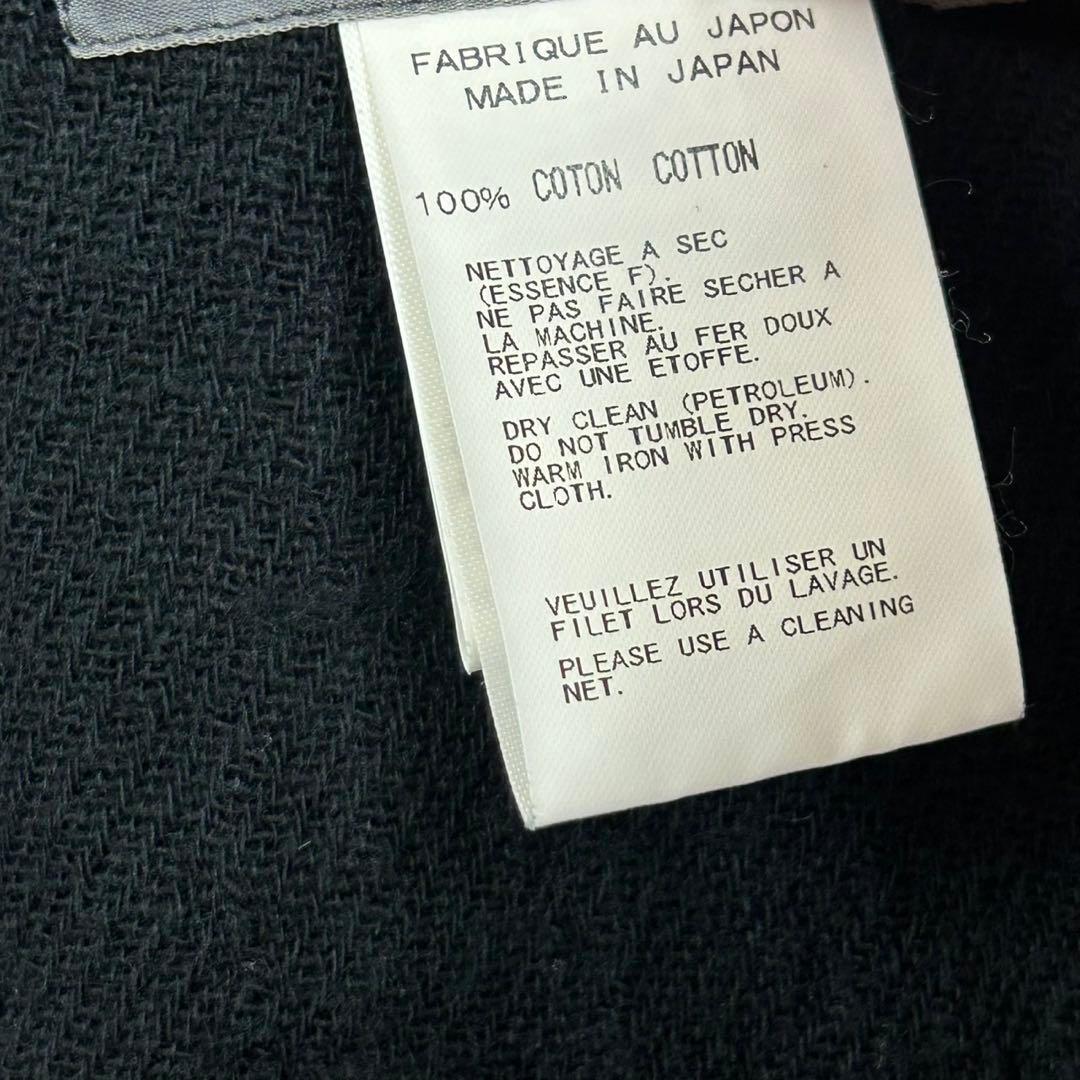 FABRIQUE AU JAPON
MADE IN JAPAN
100% COTON COTTON
NETTOYAGE A SEC
(ESSENCE F).
NE PAS FAIRE SECHER A
LA MACHINE.
REPASSER AU FER DOUX
AVEC UNE ETOFFE.
DRY CLEAN (PETROLEUM).
DO NOT TUMBLE DRY.
WARM IRON WITH PRESS
CLOTH.
VEUILLEZ UTILISER UN
FILET LORS DU LAVAGE.
PLEASE USE A CLEANING
NET.